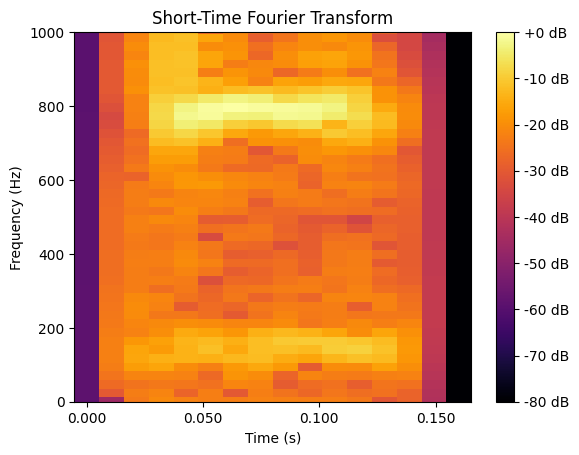 Short-Time Fourier Transform
1000
800
600
400
200
0
Frequency (Hz)
0.000
0.050
0.100
0.150
Time (s)
+0 dB
-10 dB
-20 dB
-30 dB
-40 dB
-50 dB
-60 dB
-70 dB
-80 dB